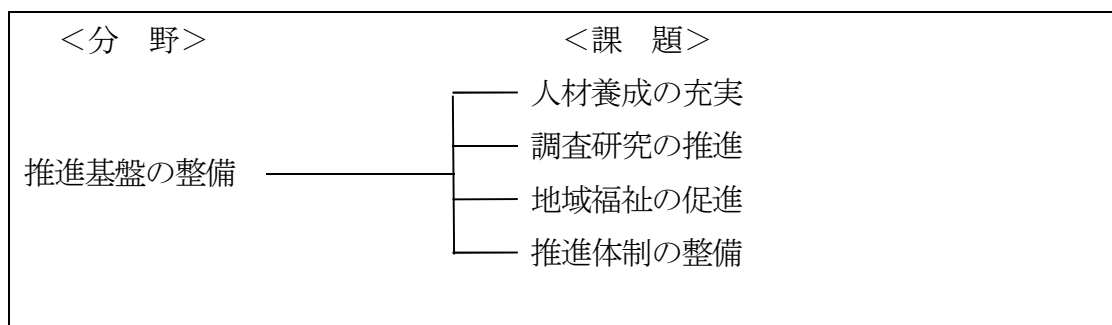 ＜分　野＞　＜課　題＞
人材養成の充実
調査研究の推進
推進基盤の整備
地域福祉の促進
推進体制の整備